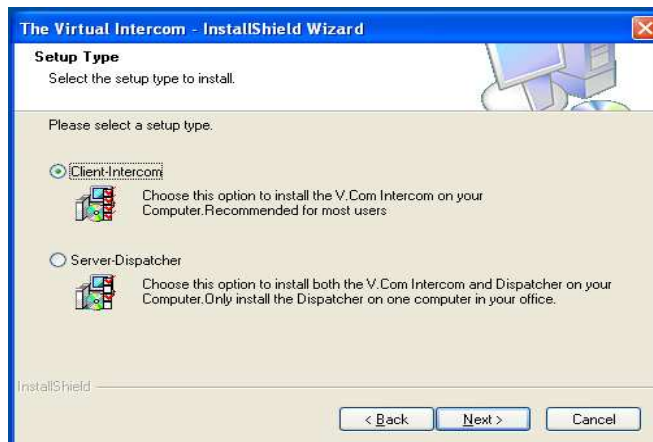 The Virtual Intercom - InstallShield Wizard
Setup Type
Select the setup type to install.
Please select a setup type.
Client-Intercom
Choose this option to install the V.Com Intercom on your
Computer.Recommended for most users
Server-Dispatcher
Choose this option to install both the V.Com Intercom and Dispatcher on your
Computer.Only install the Dispatcher on one computer in your office.
InstallShield
< Back
Next >
Cancel